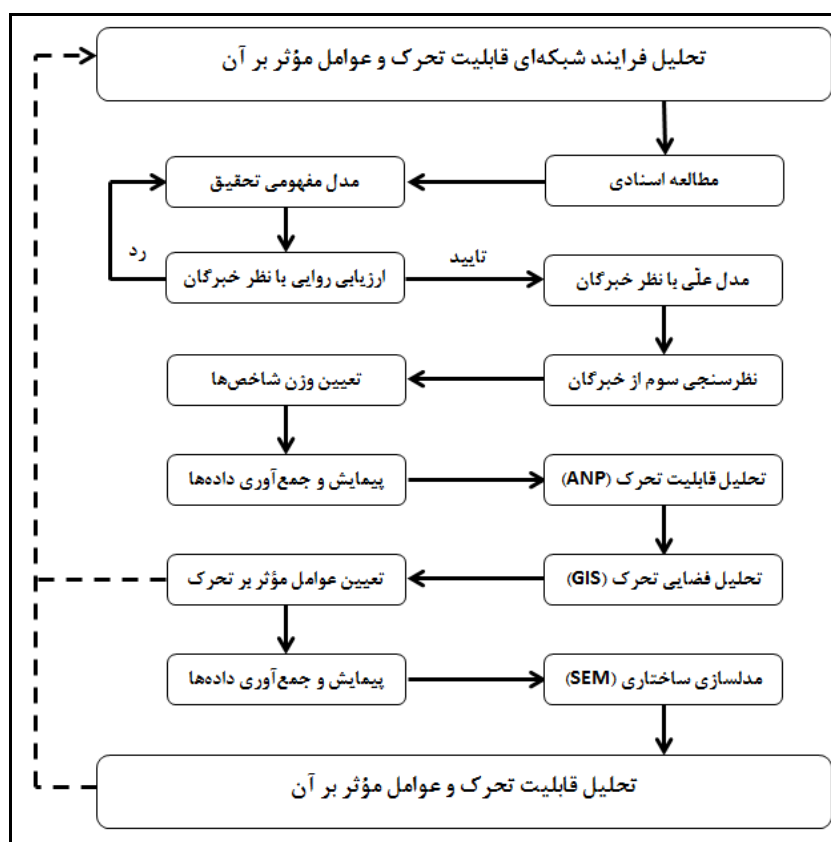 تحلیل فرایند شبکه‌ای قابلیت تحرک و عوامل مؤثر بر آن
مطالعه اسنادی
مدل مفهومی تحقیق
رد
ارزیابی روایی با نظر خبرگان
تایید
مدل علّی با نظر خبرگان
نظرسنجی سوم از خبرگان
تعیین وزن شاخص‌ها
پیمایش و جمع‌آوری داده‌ها
تحلیل قابلیت تحرک (ANP)
تحلیل فضایی تحرک (GIS)
تعیین عوامل مؤثر بر تحرک
پیمایش و جمع‌آوری داده‌ها
مدلسازی ساختاری (SEM)
تحلیل قابلیت تحرک و عوامل مؤثر بر آن